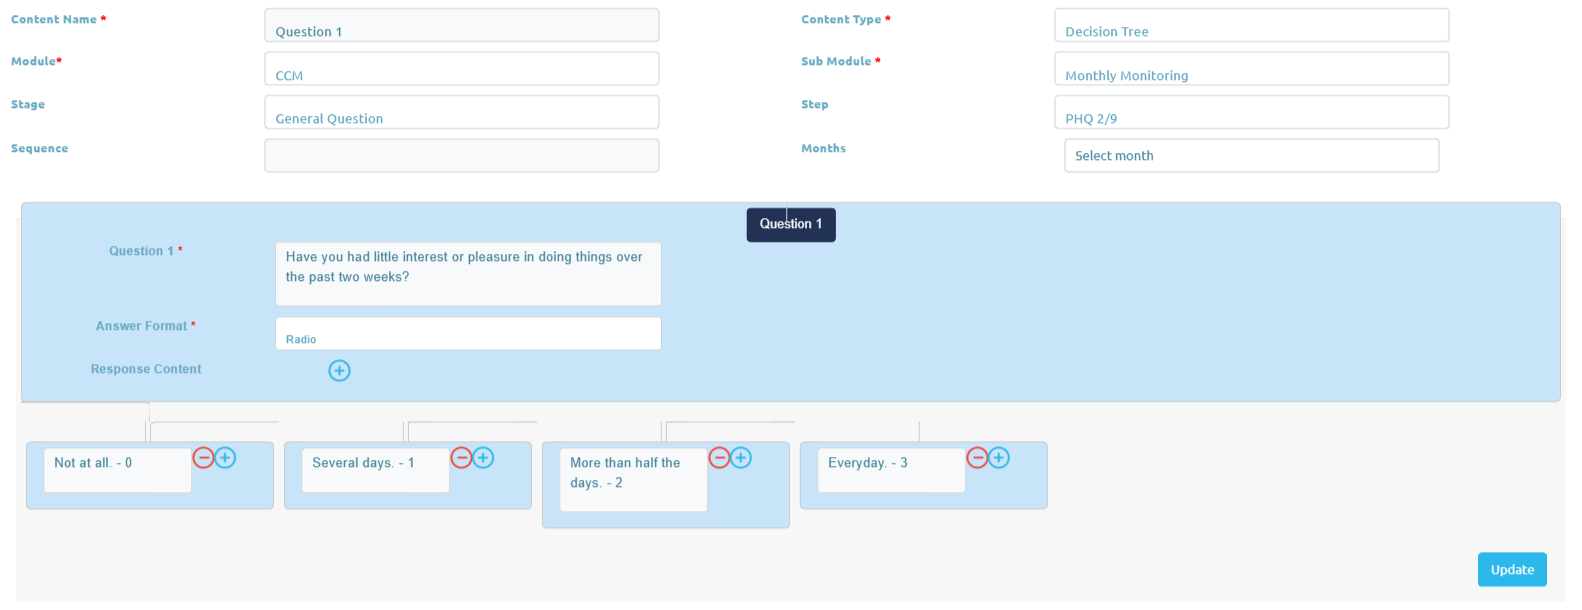 Content Name *
Question 1
Content Type *
Decision Tree
Module*
CCM
Sub Module *
Monthly Monitoring
Stage
General Question
Step
PHQ 2/9
Sequence
Months
Select month
Question 1
Question 1 *
Have you had little interest or pleasure in doing things over
the past two weeks?
Answer Format *
Radio
Response Content
Not at all. - 0
Several days. - 1
More than half the
days. - 2
Everyday. - 3
Update